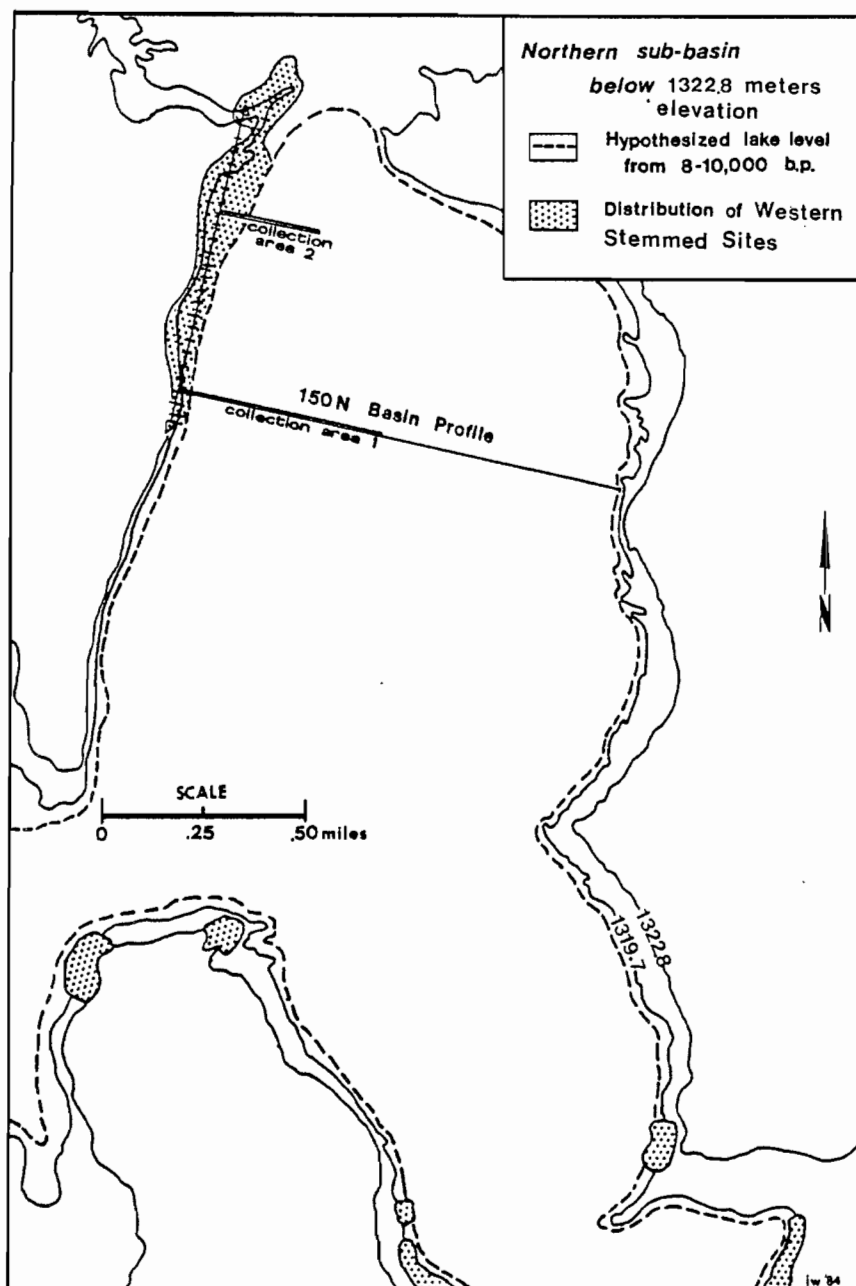 Northern sub-basin
below 1322.8 meters
elevation
Hypothesized lake level
from 8-10,000 b.p.
Distribution of Western
Stemmed Sites
collection
area 2
150N Basin Profile
collection area 1
N
SCALE
0 .25 .50 miles
1322.8
1319.7
jw '84